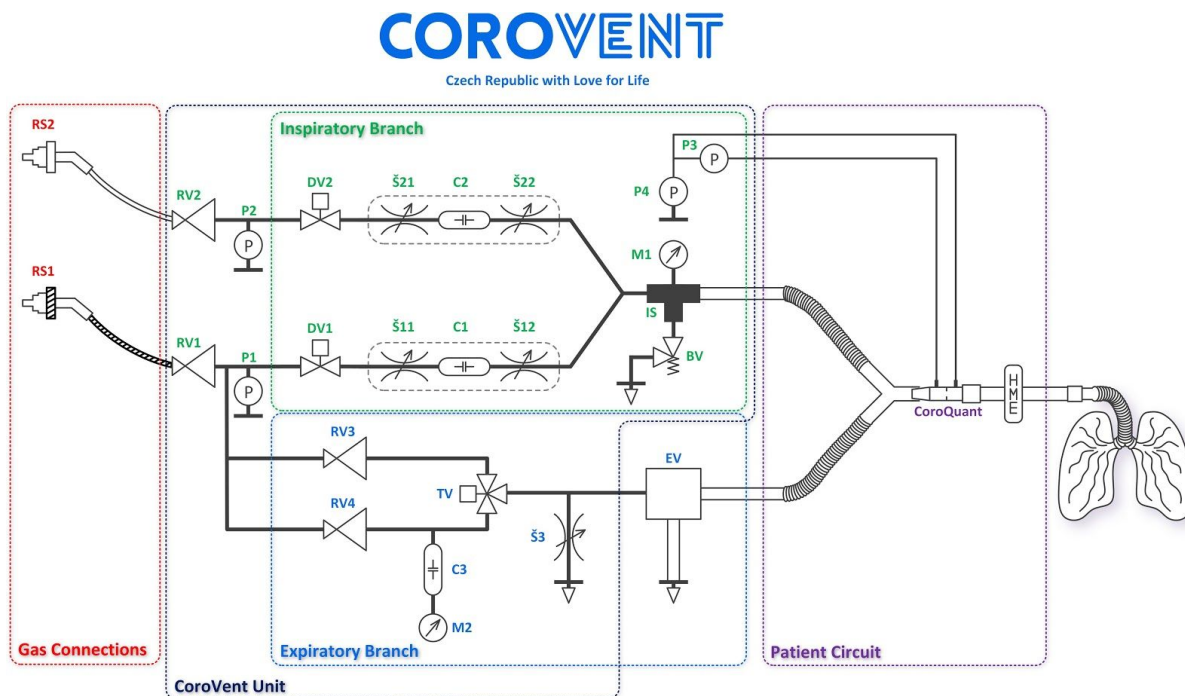 COROVENT
Czech Republic with Love for Life
RS2
Inspiratory Branch
P3
P
RV2
DV2
Š21
C2
Š22
P4
P
P2
P
M1
RS1
IS
RV1
DV1
Š11
C1
Š12
BV
P1
P
HME
CoroQuant
RV3
EV
TV
RV4
Š3
C3
M2
Gas Connections
Expiratory Branch
Patient Circuit
CoroVent Unit